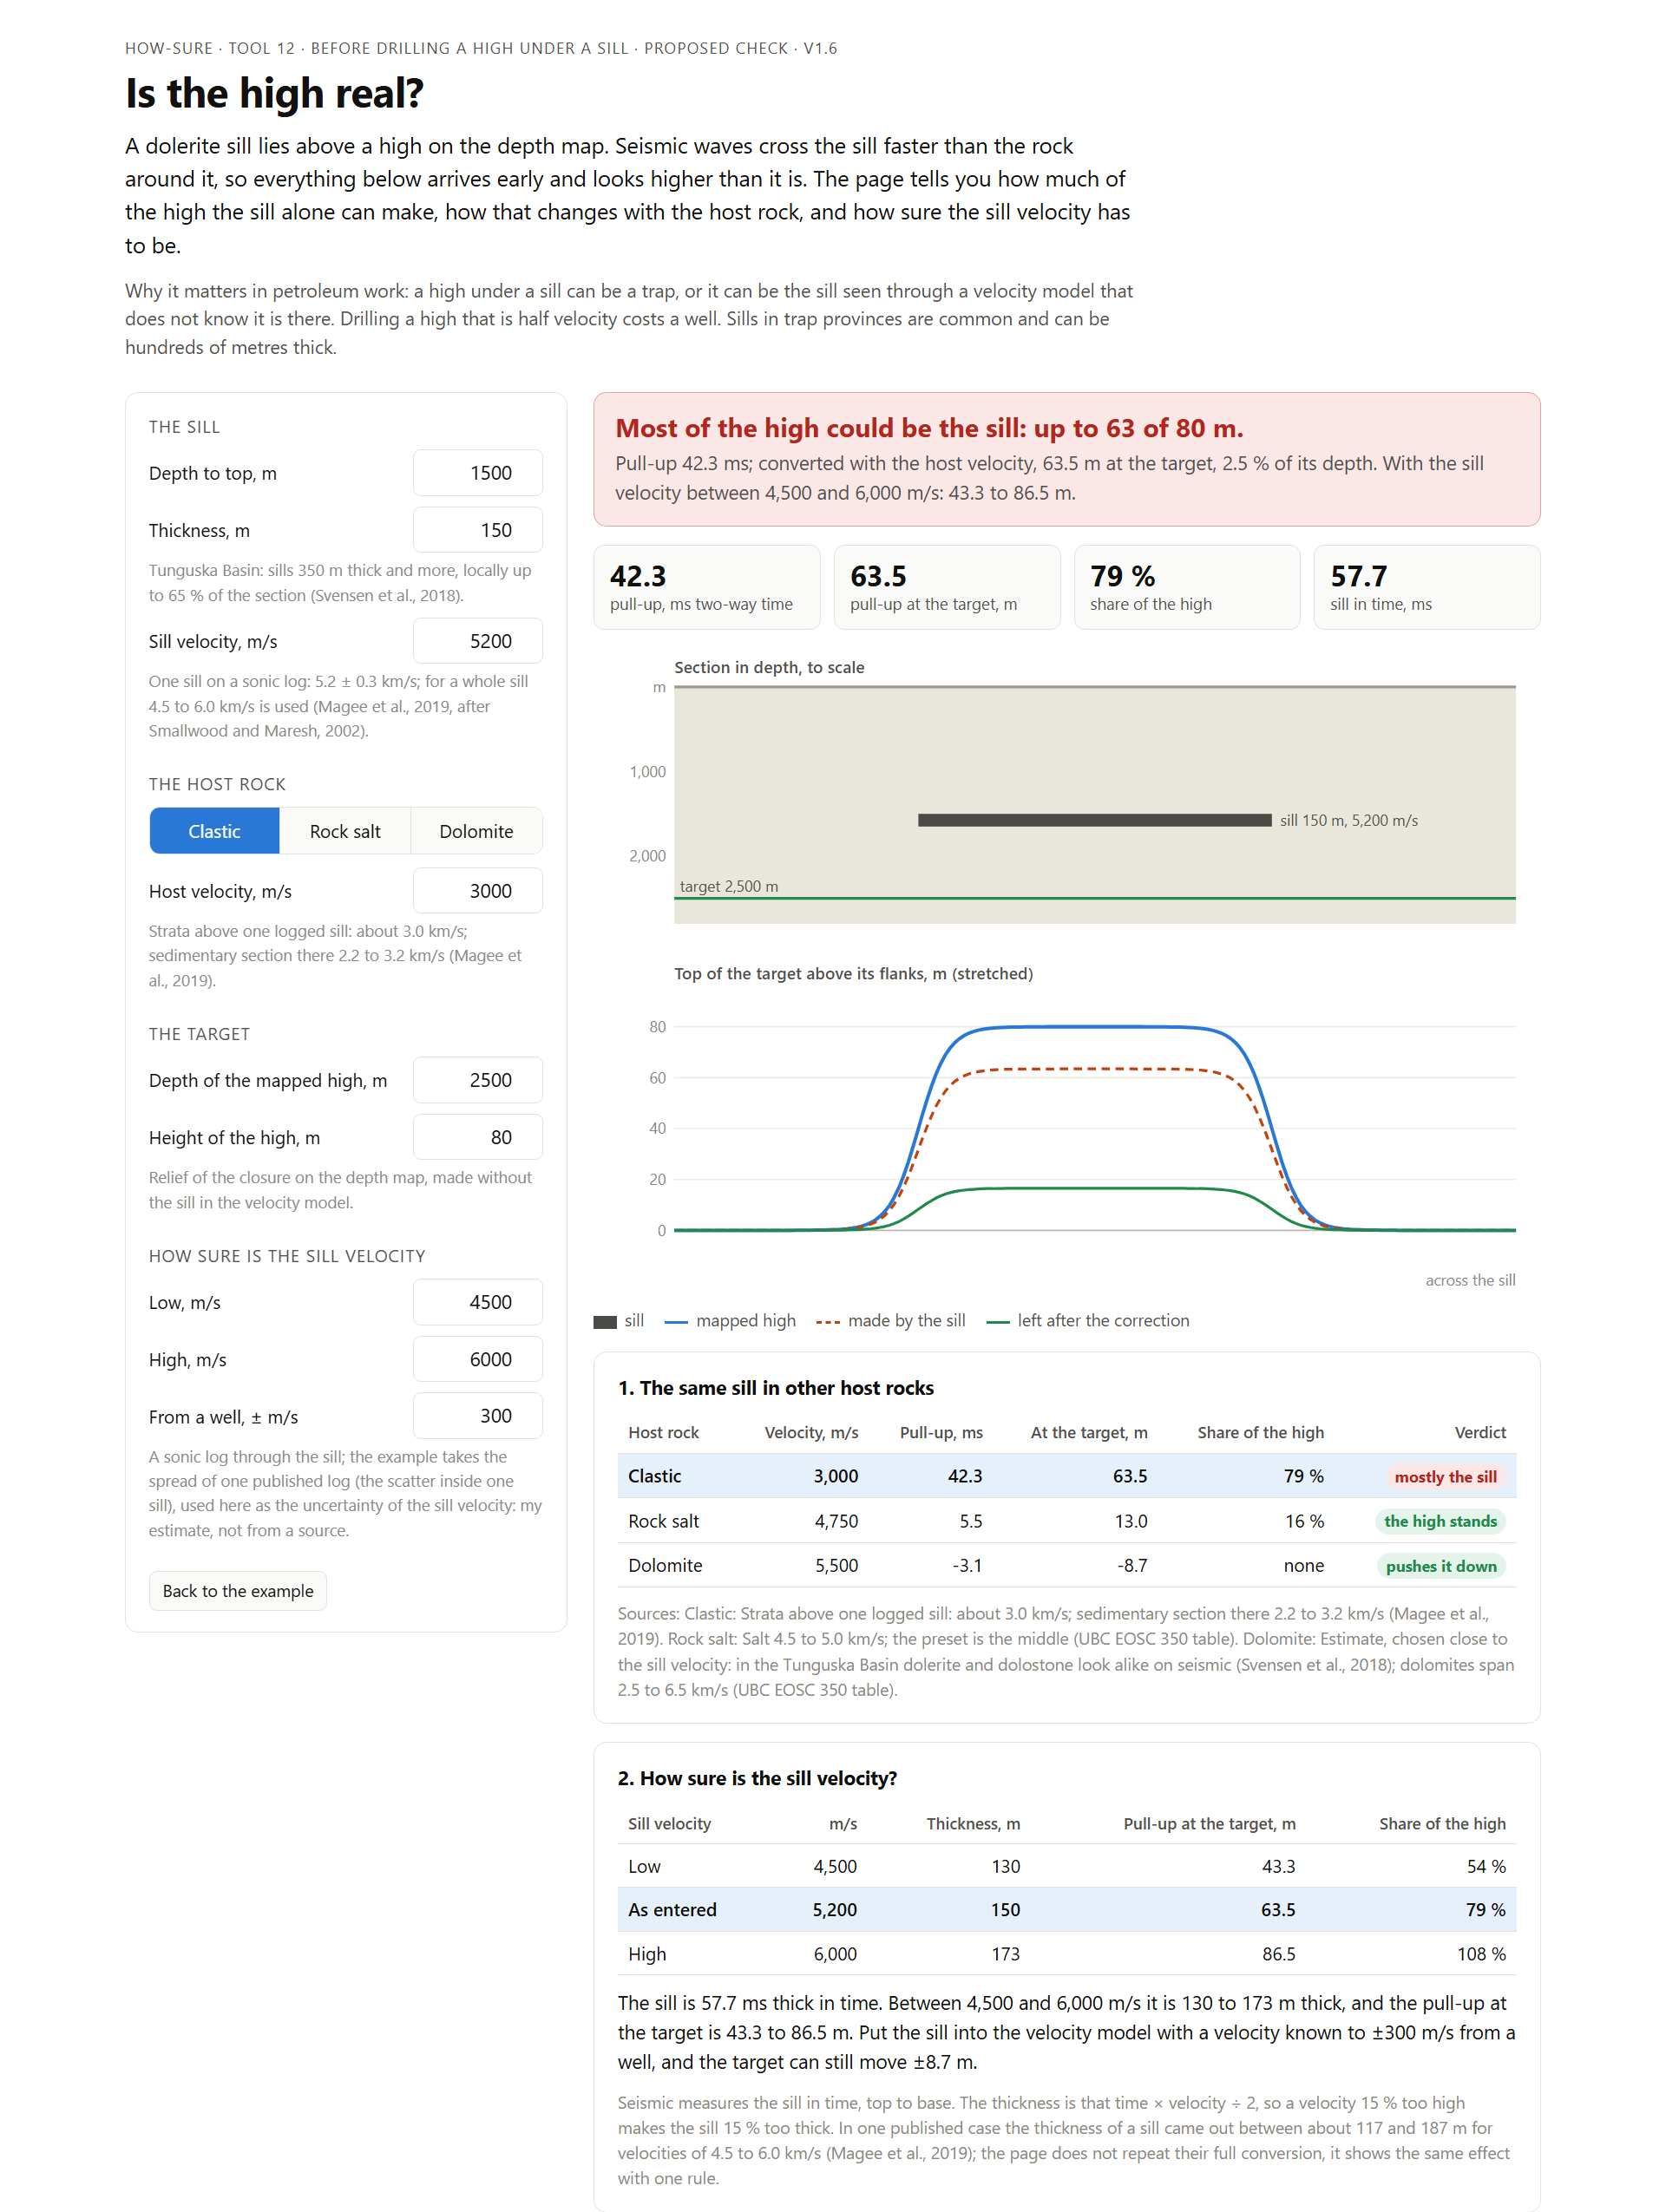 HOW-SURE · TOOL 12 · BEFORE DRILLING A HIGH UNDER A SILL · PROPOSED CHECK · V1.6
Is the high real?
A dolerite sill lies above a high on the depth map. Seismic waves cross the sill faster than the rock
around it, so everything below arrives early and looks higher than it is. The page tells you how much of
the high the sill alone can make, how that changes with the host rock, and how sure the sill velocity has
to be.
Why it matters in petroleum work: a high under a sill can be a trap, or it can be the sill seen through a velocity model that
does not know it is there. Drilling a high that is half velocity costs a well. Sills in trap provinces are common and can be
hundreds of metres thick.
THE SILL
Depth to top, m 1500
Thickness, m 150
Tunguska Basin: sills 350 m thick and more, locally up
to 65 % of the section (Svensen et al., 2018).
Sill velocity, m/s 5200
One sill on a sonic log: 5.2 ± 0.3 km/s; for a whole sill
4.5 to 6.0 km/s is used (Magee et al., 2019, after
Smallwood and Maresh, 2002).
THE HOST ROCK
Clastic Rock salt Dolomite
Host velocity, m/s 3000
Strata above one logged sill: about 3.0 km/s;
sedimentary section there 2.2 to 3.2 km/s (Magee et
al., 2019).
THE TARGET
Depth of the mapped high, m 2500
Height of the high, m 80
Relief of the closure on the depth map, made without
the sill in the velocity model.
HOW SURE IS THE SILL VELOCITY
Low, m/s 4500
High, m/s 6000
From a well, ± m/s 300
A sonic log through the sill; the example takes the
spread of one published log (the scatter inside one
sill), used here as the uncertainty of the sill velocity: my
estimate, not from a source.
Back to the example
Most of the high could be the sill: up to 63 of 80 m.
Pull-up 42.3 ms; converted with the host velocity, 63.5 m at the target, 2.5 % of its depth. With the sill
velocity between 4,500 and 6,000 m/s: 43.3 to 86.5 m.
42.3 63.5 79 % 57.7
pull-up, ms two-way time pull-up at the target, m share of the high sill in time, ms
Section in depth, to scale
m
1,000
sill 150 m, 5,200 m/s
2,000
target 2,500 m
Top of the target above its flanks, m (stretched)
80
60
40
20
0
across the sill
sill mapped high made by the sill left after the correction
1. The same sill in other host rocks
Host rock Velocity, m/s Pull-up, ms At the target, m Share of the high Verdict
Clastic 3,000 42.3 63.5 79 % mostly the sill
Rock salt 4,750 5.5 13.0 16 % the high stands
Dolomite 5,500 -3.1 -8.7 none pushes it down
Sources: Clastic: Strata above one logged sill: about 3.0 km/s; sedimentary section there 2.2 to 3.2 km/s (Magee et al.,
2019). Rock salt: Salt 4.5 to 5.0 km/s; the preset is the middle (UBC EOSC 350 table). Dolomite: Estimate, chosen close to
the sill velocity: in the Tunguska Basin dolerite and dolostone look alike on seismic (Svensen et al., 2018); dolomites span
2.5 to 6.5 km/s (UBC EOSC 350 table).
2. How sure is the sill velocity?
Sill velocity m/s Thickness, m Pull-up at the target, m Share of the high
Low 4,500 130 43.3 54 %
As entered 5,200 150 63.5 79 %
High 6,000 173 86.5 108 %
The sill is 57.7 ms thick in time. Between 4,500 and 6,000 m/s it is 130 to 173 m thick, and the pull-up at
the target is 43.3 to 86.5 m. Put the sill into the velocity model with a velocity known to ±300 m/s from a
well, and the target can still move ±8.7 m.
Seismic measures the sill in time, top to base. The thickness is that time × velocity ÷ 2, so a velocity 15 % too high
makes the sill 15 % too thick. In one published case the thickness of a sill came out between about 117 and 187 m for
velocities of 4.5 to 6.0 km/s (Magee et al., 2019); the page does not repeat their full conversion, it shows the same effect
with one rule.